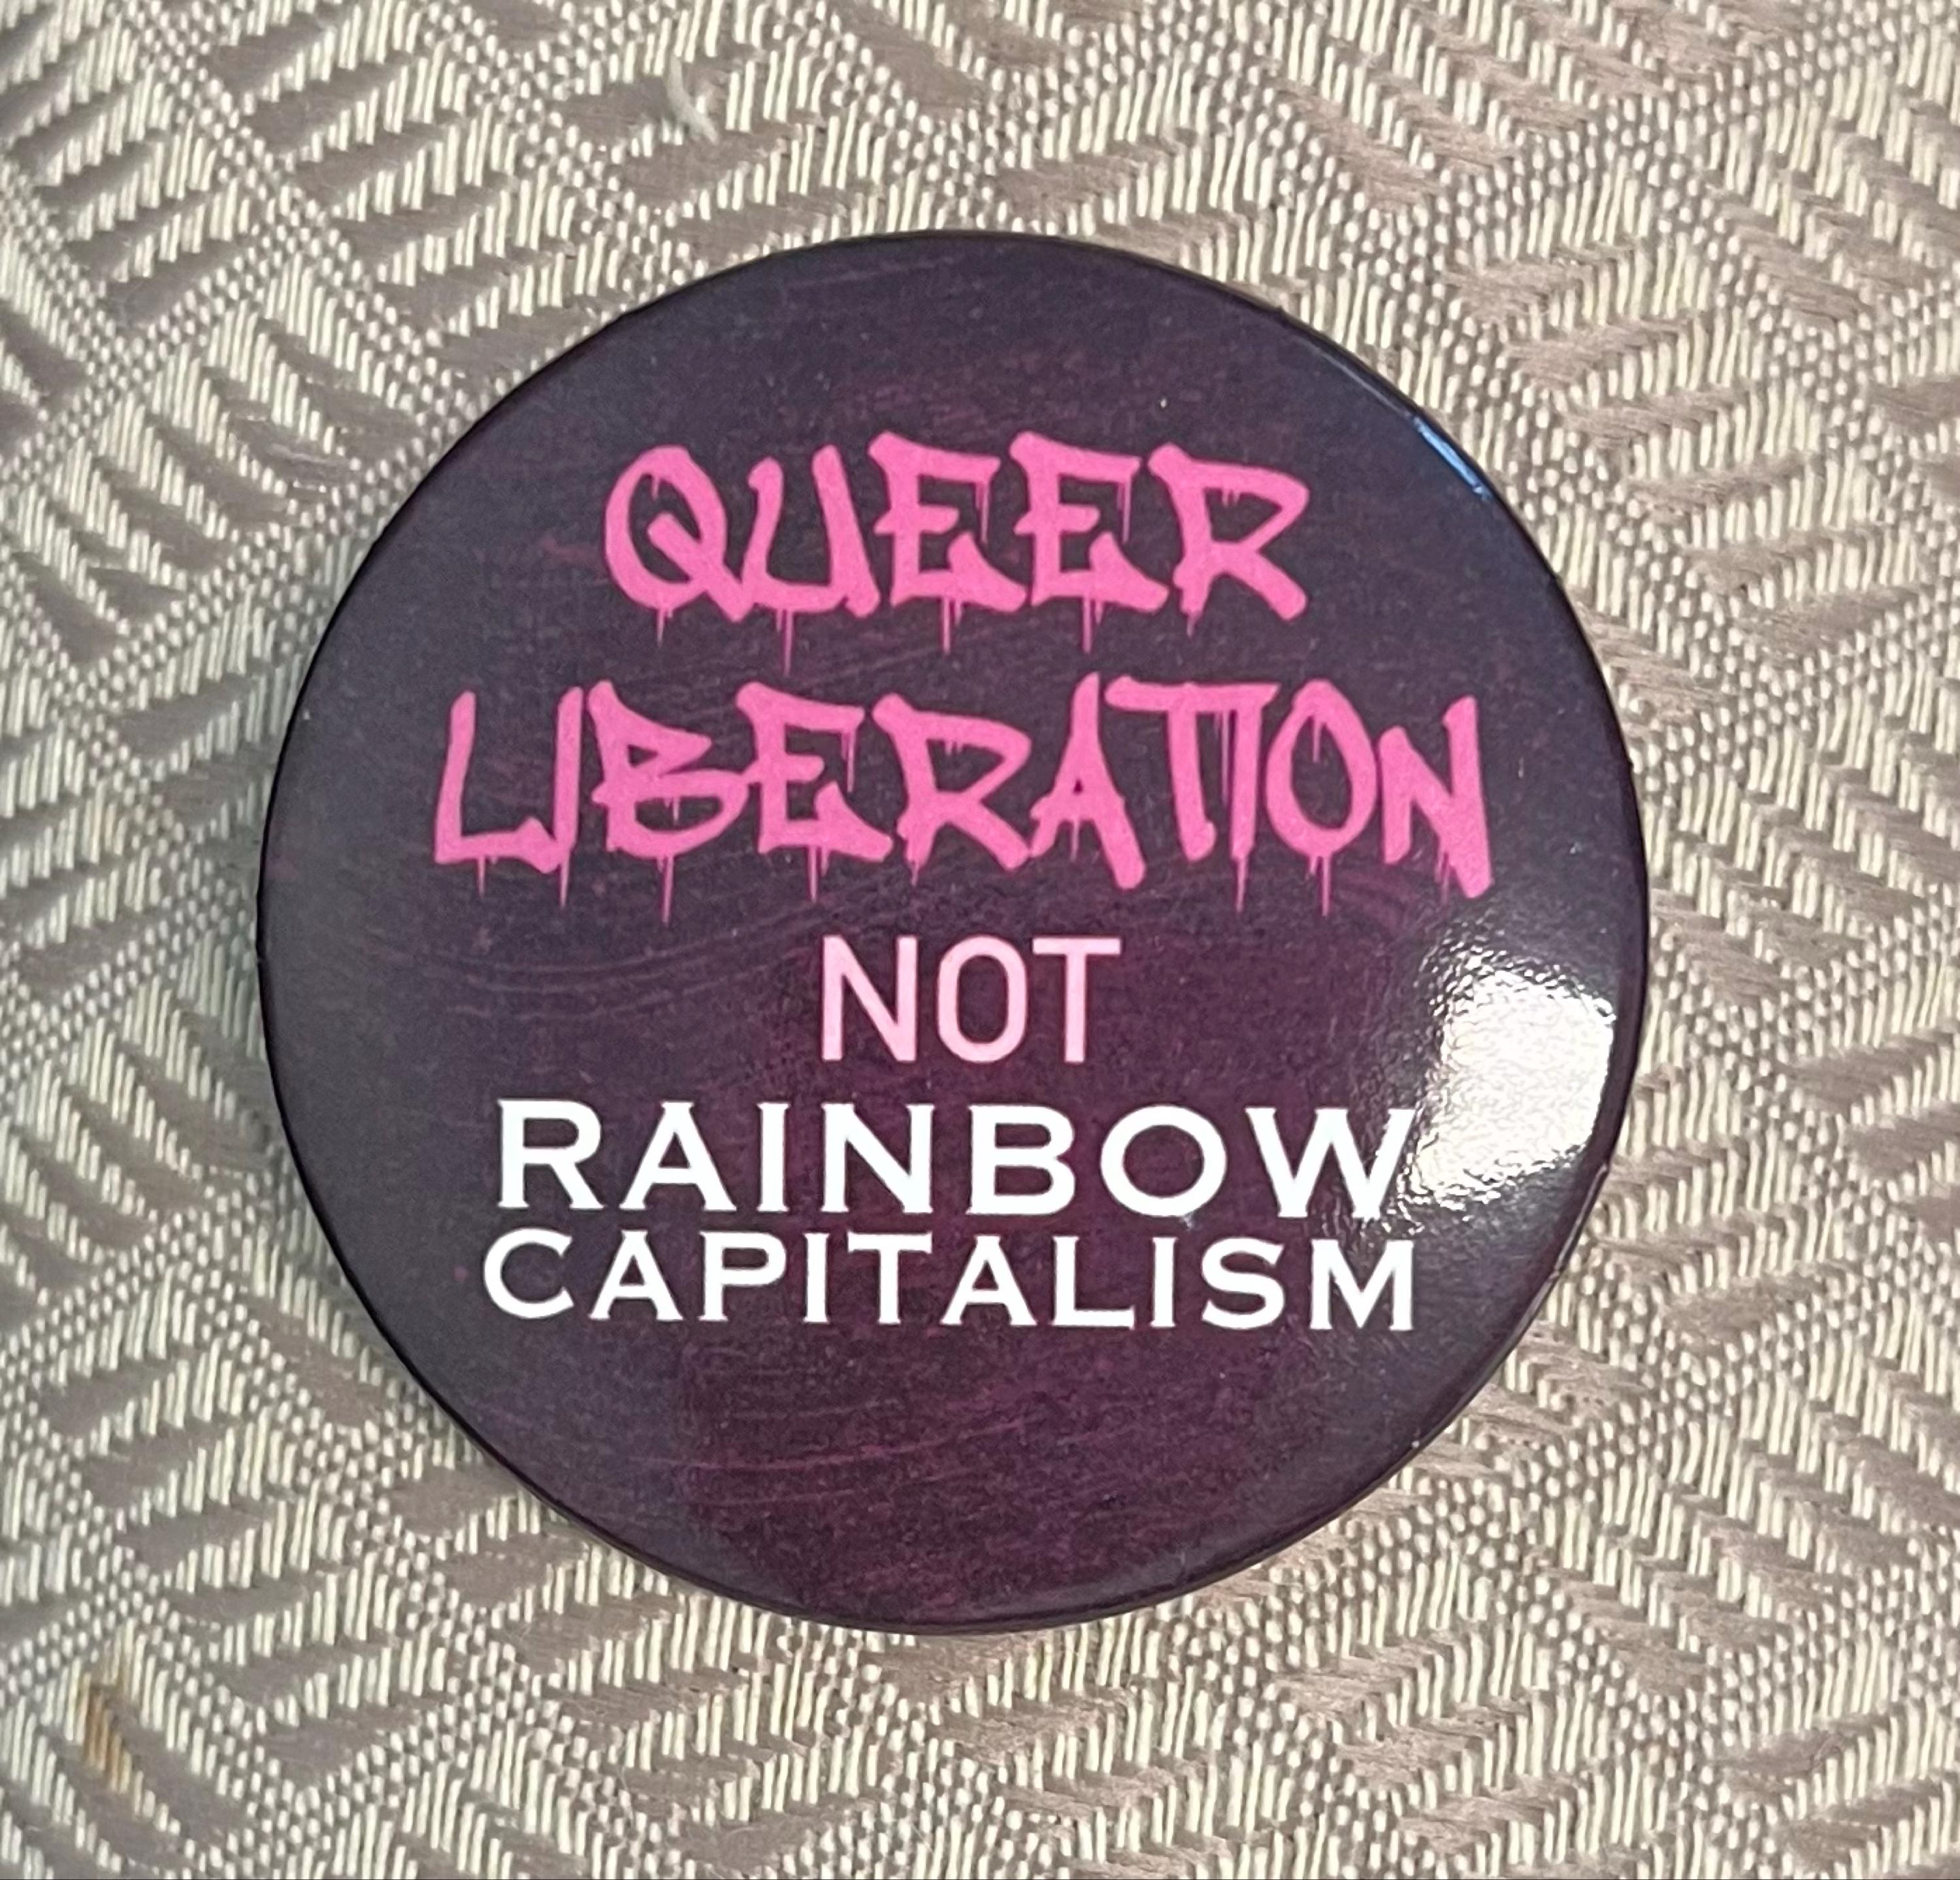 QUEER
LIBERATION
NOT
RAINBOW
CAPITALISM